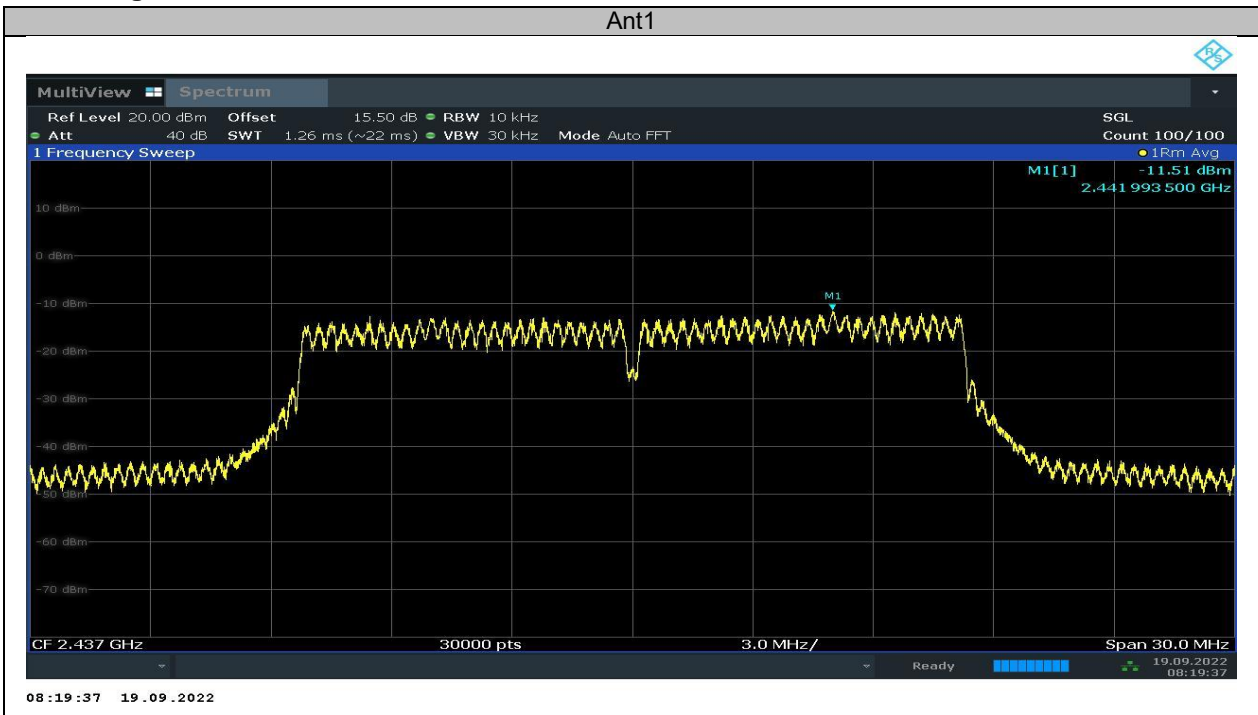 Ant1
R&S
MultiView Spectrum
Ref Level 20.00 dBm Offset 15.50 dB RBW 10 kHz SGL
Att 40 dB SWT 1.26 ms (~22 ms) VBW 30 kHz Mode Auto FFT Count 100/100
1 Frequency Sweep 1Rm Avg
M1[1] -11.51 dBm
2.441 993 500 GHz
10 dBm
0 dBm
M1
-10 dBm
-20 dBm
-30 dBm
-40 dBm
-50 dBm
-60 dBm
-70 dBm
CF 2.437 GHz 30000 pts 3.0 MHz/ Span 30.0 MHz
Ready 19.09.2022
08:19:37
08:19:37 19.09.2022